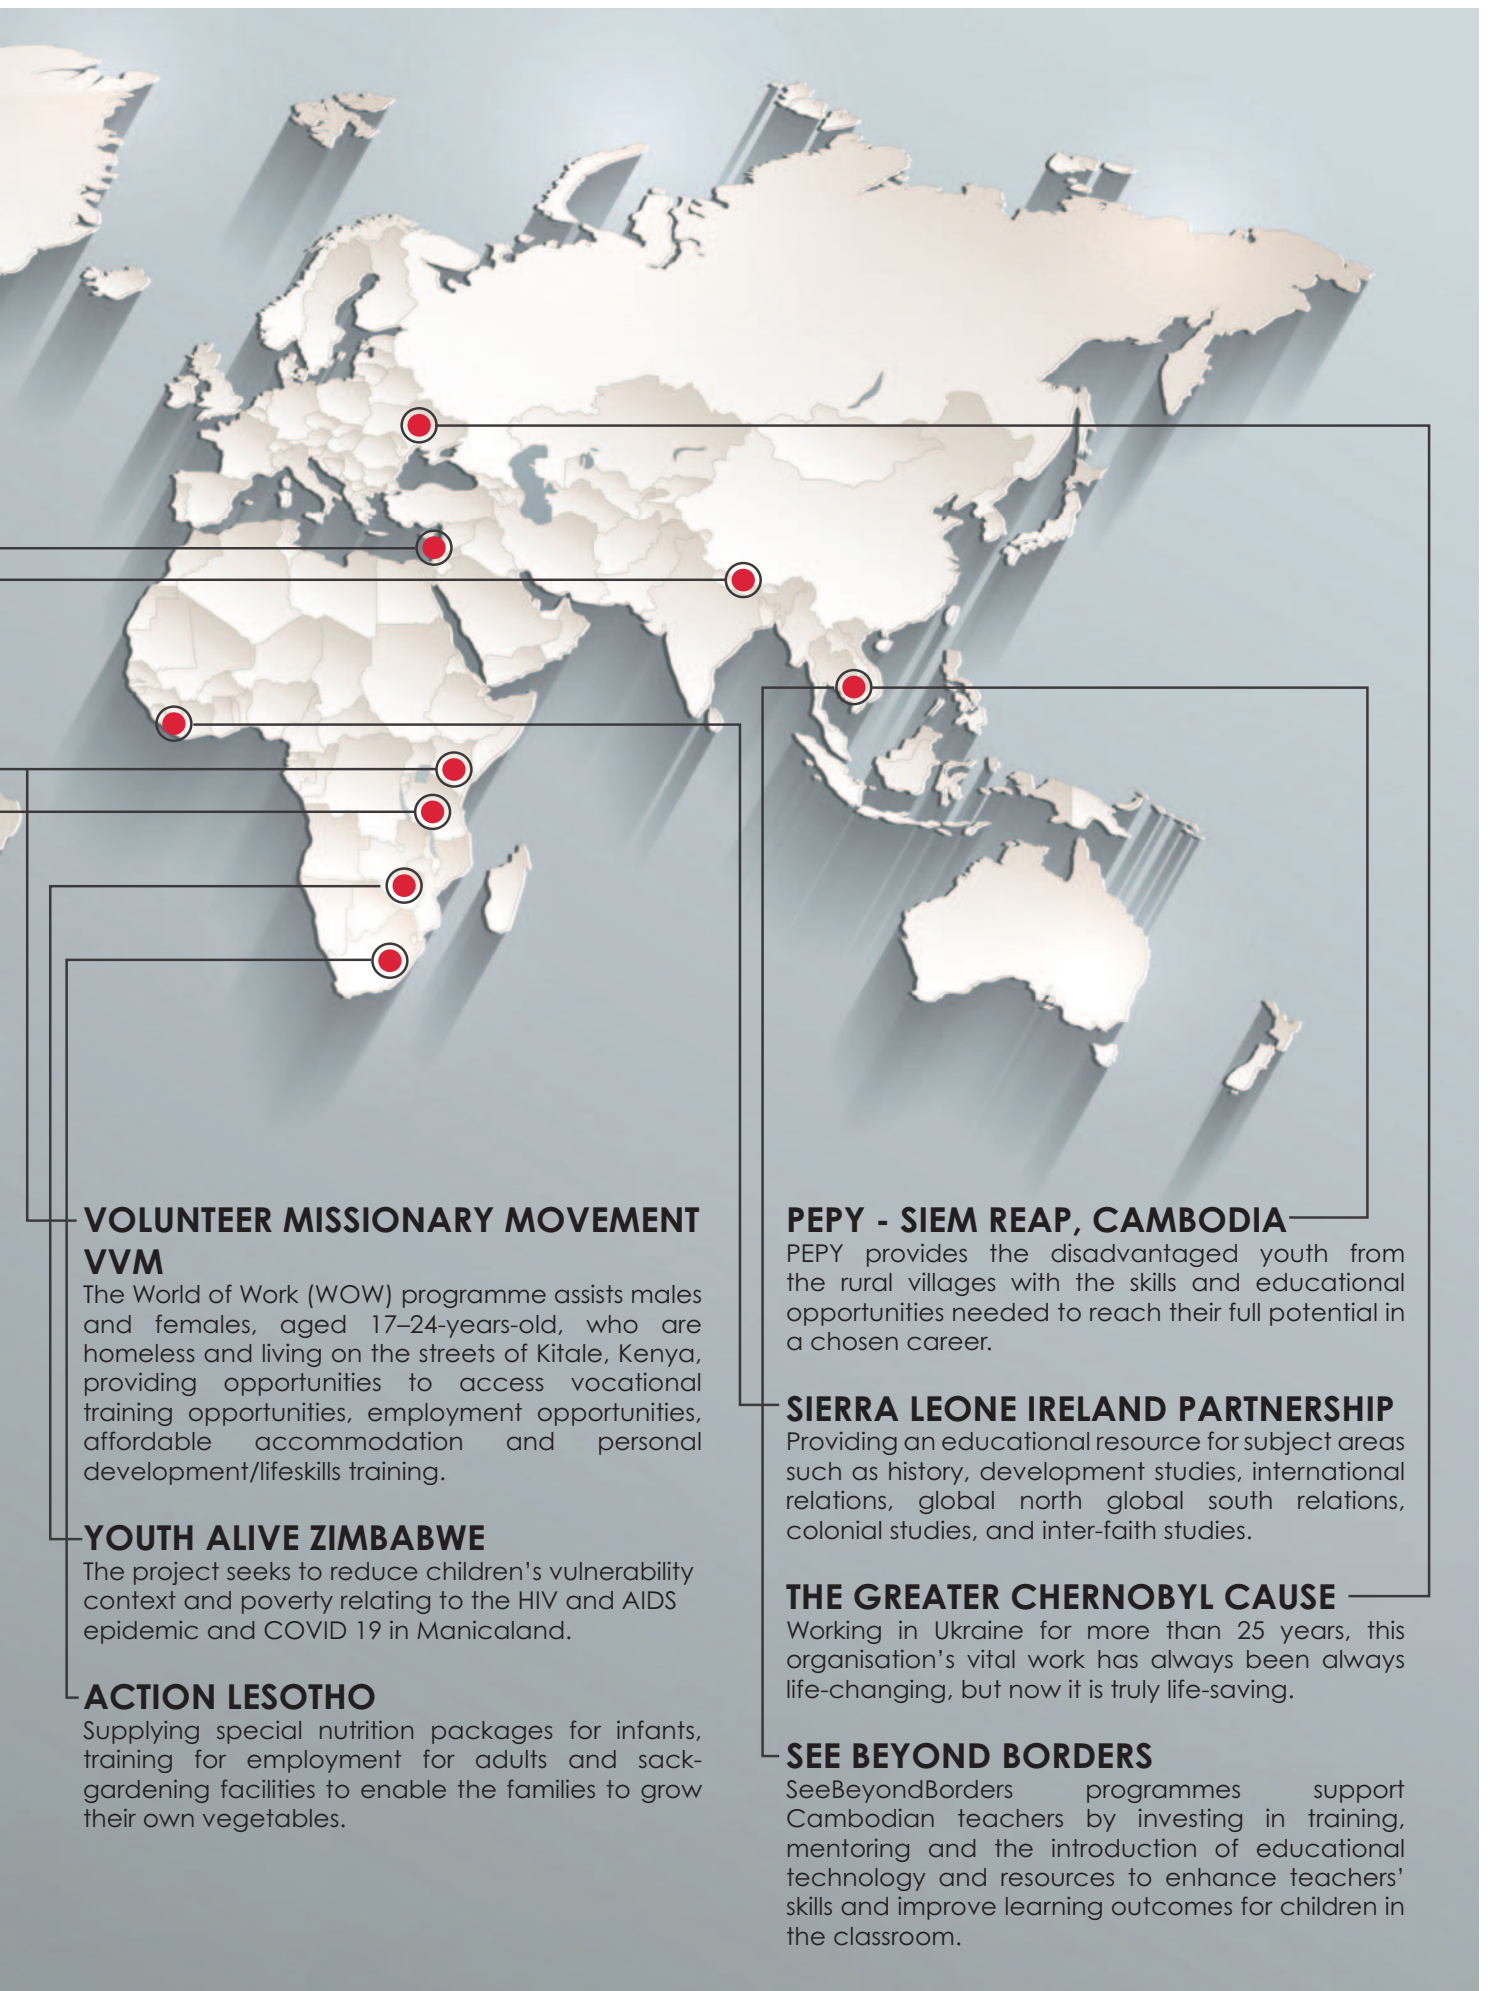 VOLUNTEER MISSIONARY MOVEMENT
VVM
The World of Work (WOW) programme assists males
and females, aged 17–24-years-old, who are
homeless and living on the streets of Kitale, Kenya,
providing opportunities to access vocational
training opportunities, employment opportunities,
affordable accommodation and personal
development/lifeskills training.
YOUTH ALIVE ZIMBABWE
The project seeks to reduce children's vulnerability
context and poverty relating to the HIV and AIDS
epidemic and COVID 19 in Manicaland.
ACTION LESOTHO
Supplying special nutrition packages for infants,
training for employment for adults and sack-
gardening facilities to enable the families to grow
their own vegetables.
PEPY - SIEM REAP, CAMBODIA
PEPY provides the disadvantaged youth from
the rural villages with the skills and educational
opportunities needed to reach their full potential in
a chosen career.
SIERRA LEONE IRELAND PARTNERSHIP
Providing an educational resource for subject areas
such as history, development studies, international
relations, global north global south relations,
colonial studies, and inter-faith studies.
THE GREATER CHERNOBYL CAUSE
Working in Ukraine for more than 25 years, this
organisation's vital work has always been always
life-changing, but now it is truly life-saving.
SEE BEYOND BORDERS
SeeBeyondBorders programmes support
Cambodian teachers by investing in training,
mentoring and the introduction of educational
technology and resources to enhance teachers'
skills and improve learning outcomes for children in
the classroom.